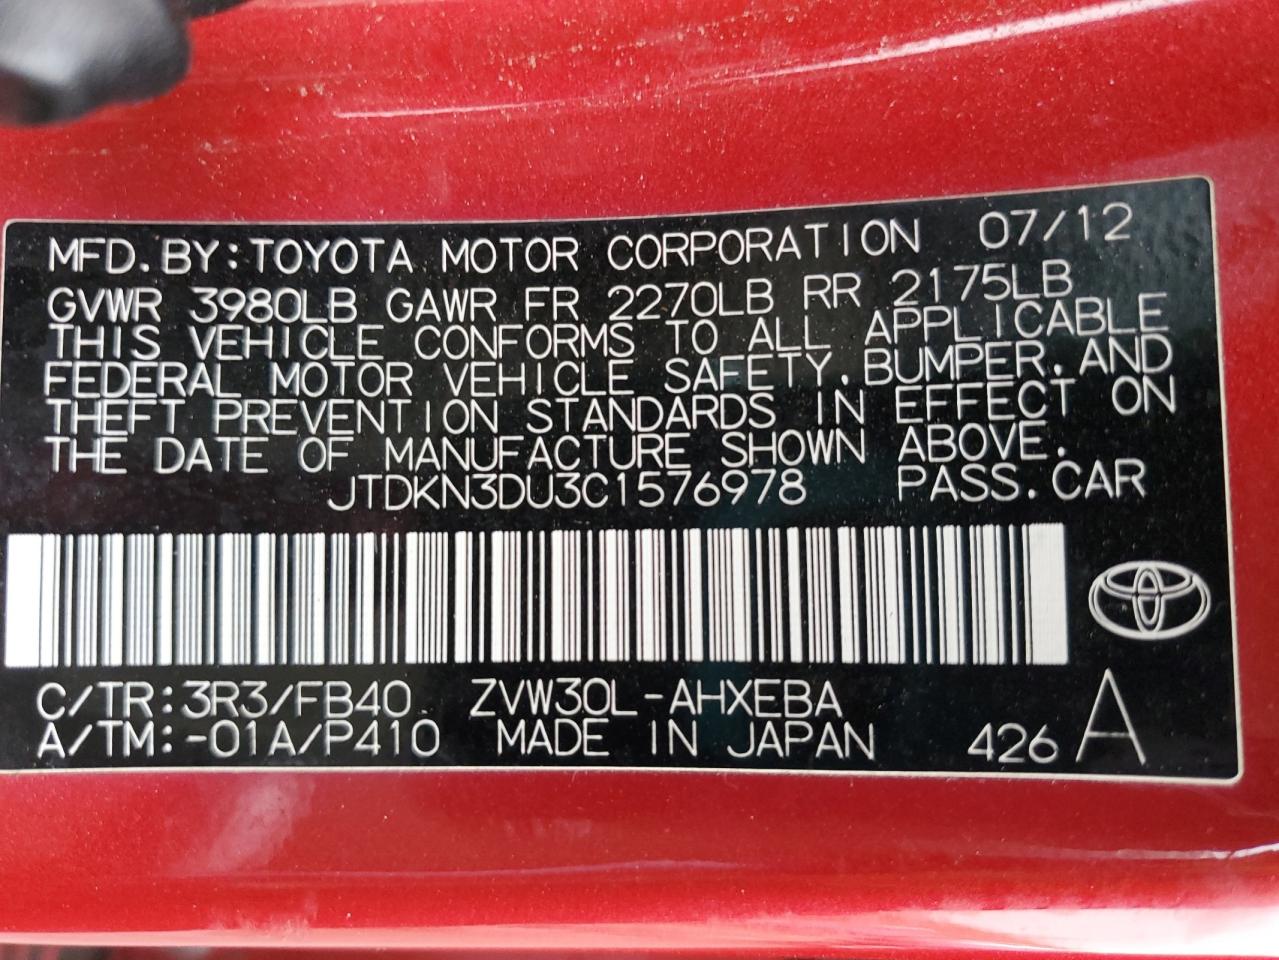 MFD.BY:TOYOTA MOTOR CORPORATION 07/12
GVWR 3980LB GAWR FR 2270LB RR 2175LB
THIS VEHICLE CONFORMS TO ALL APPLICABLE
FEDERAL MOTOR VEHICLE SAFETY,BUMPER,AND
THEFT PREVENTION STANDARDS IN EFFECT ON
THE DATE OF MANUFACTURE SHOWN ABOVE.
JTDKN3DU3C1576978 PASS.CAR
C/TR:3R3/FB40 ZVW30L-AHXEBA
A/TM:-01A/P410 MADE IN JAPAN 426 A